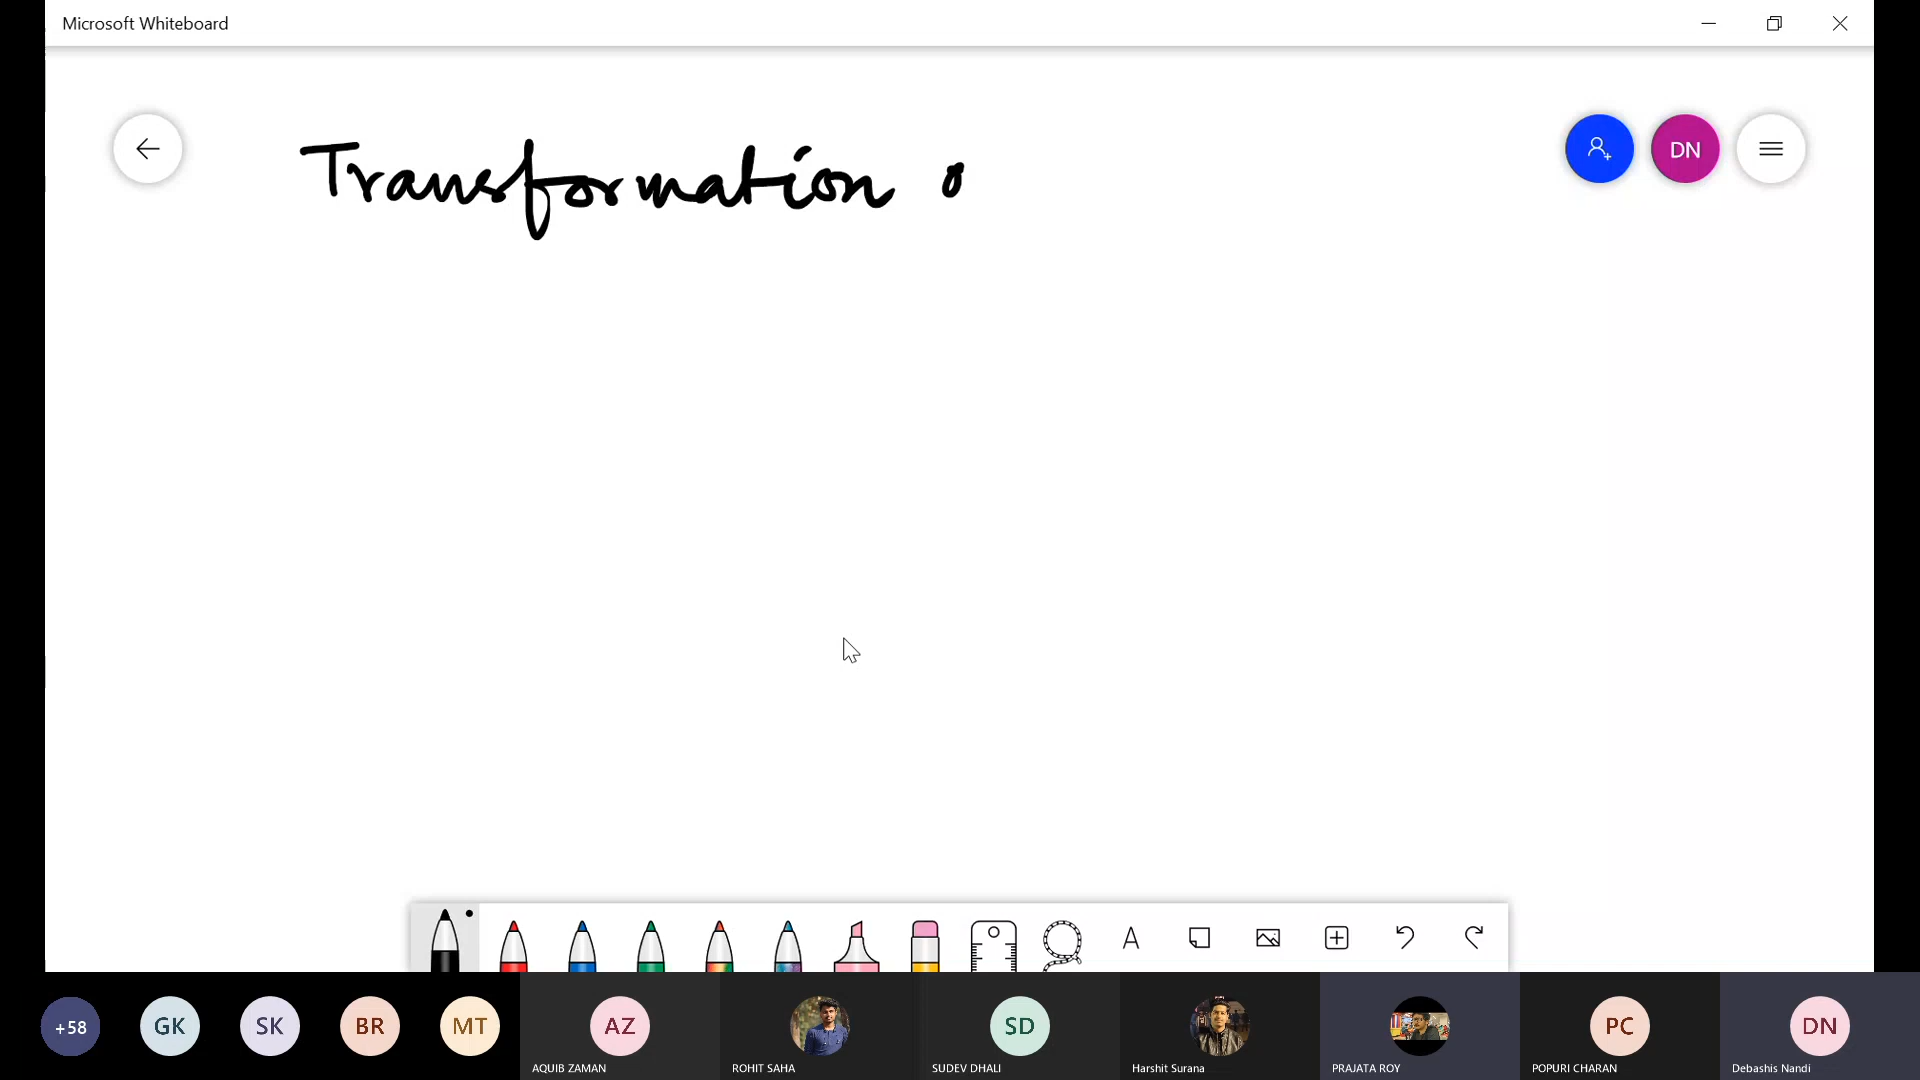 Microsoft Whiteboard
Transformation o
DN
+58
GK
SK
BR
MT
AZ
SD
PC
DN
AQUIB ZAMAN
ROHIT SAHA
SUDEV DHALI
Harshit Surana
PRAJATA ROY
POPURI CHARAN
Debashis Nandi